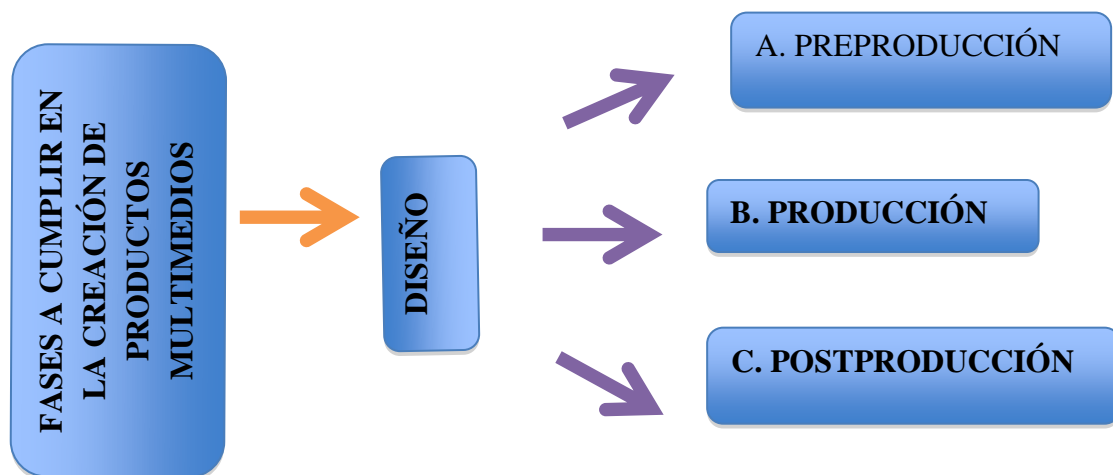 FASES A CUMPLIR EN
LA CREACIÓN DE
PRODUCTOS
MULTIMEDIOS
DISEÑO
A. PREPRODUCCIÓN
B. PRODUCCIÓN
C. POSTPRODUCCIÓN